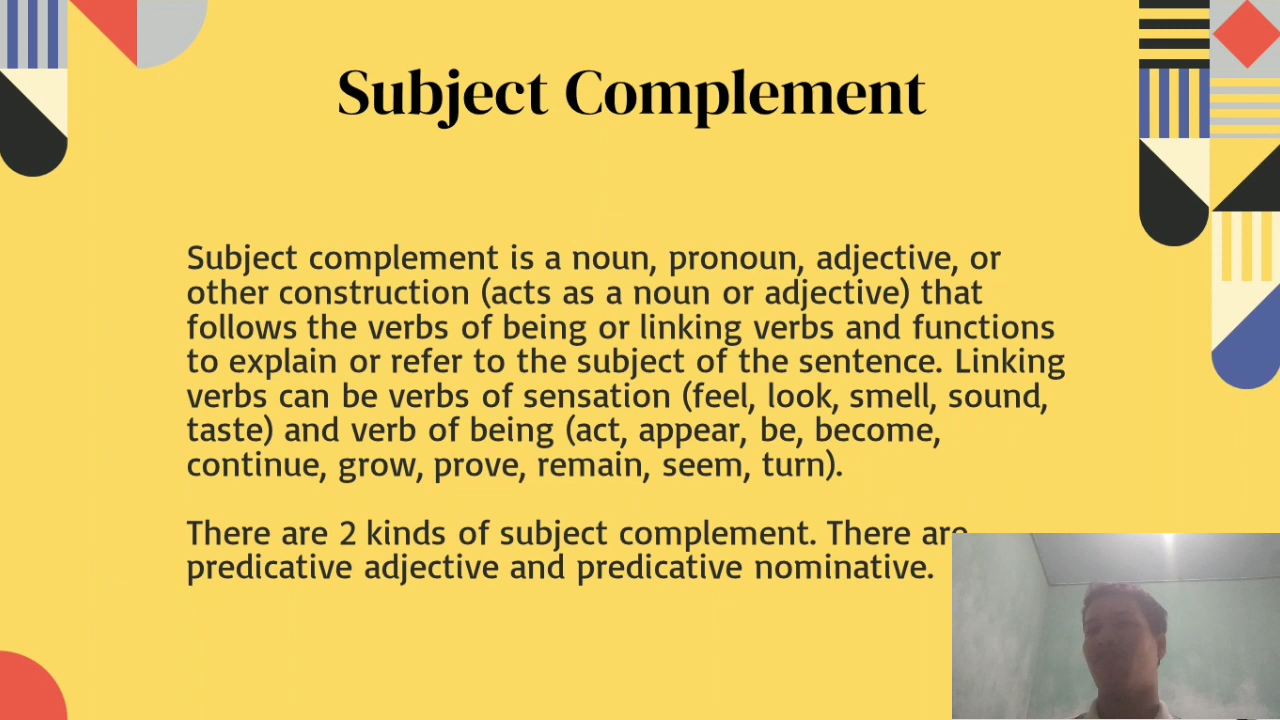 Subject Complement
Subject complement is a noun, pronoun, adjective, or
other construction (acts as a noun or adjective) that
follows the verbs of being or linking verbs and functions
to explain or refer to the subject of the sentence. Linking
verbs can be verbs of sensation (feel, look, smell, sound,
taste) and verb of being (act, appear, be, become,
continue, grow, prove, remain, seem, turn).
There are 2 kinds of subject complement. There are
predicative adjective and predicative nominative.